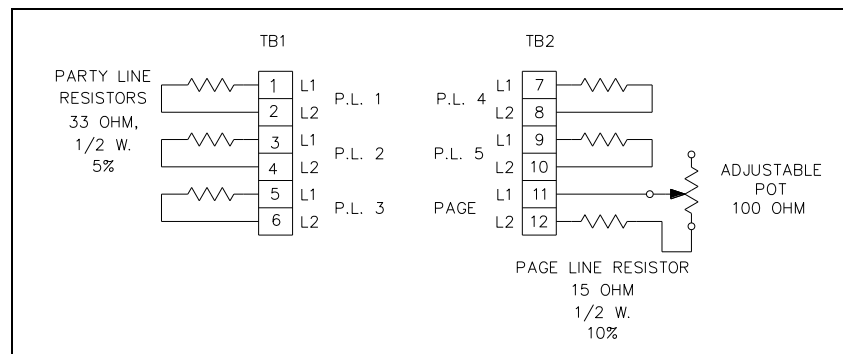 TB1
PARTY LINE
RESISTORS
33 OHM,
1/2 W.
5%
1 L1
2 L2
P.L. 1
3 L1
4 L2
P.L. 2
5 L1
6 L2
P.L. 3
TB2
P.L. 4
L1 7
L2 8
P.L. 5
L1 9
L2 10
PAGE
L1 11
L2 12
ADJUSTABLE
POT
100 OHM
PAGE LINE RESISTOR
15 OHM
1/2 W.
10%